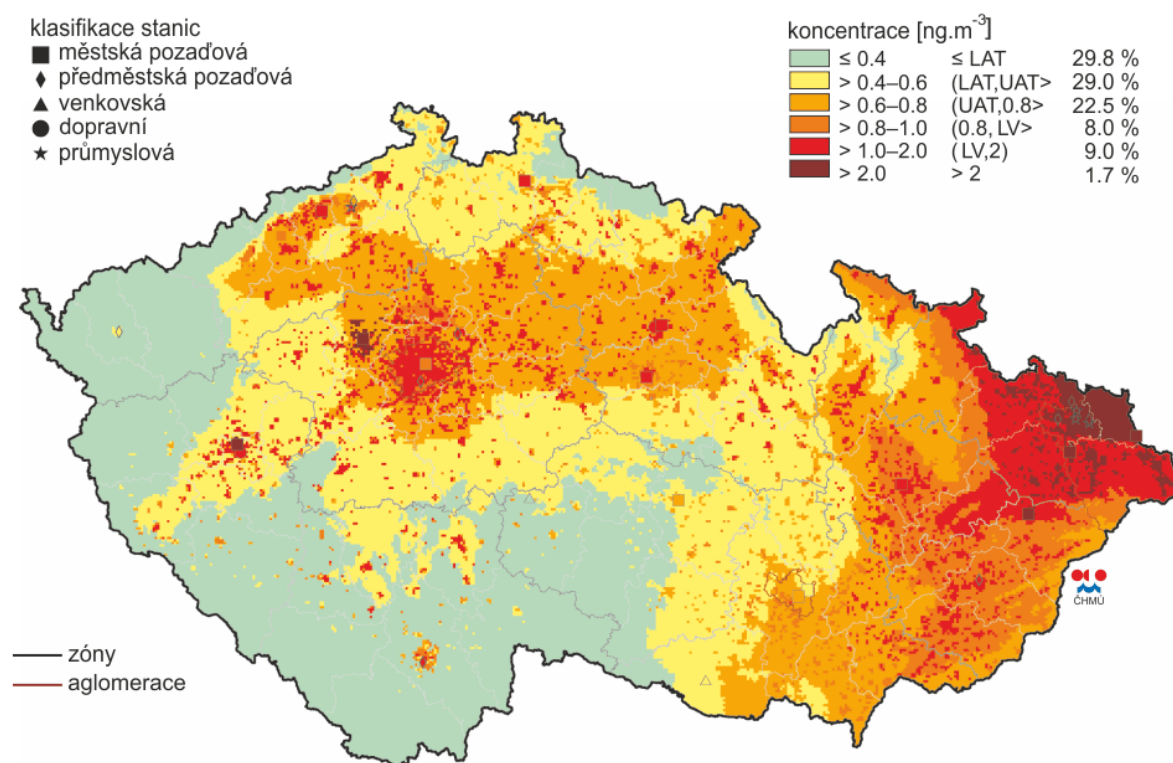 klasifikace stanic
městská pozaďová
předměstská pozaďová
venkovská
dopravní
průmyslová
koncentrace [ng.m⁻³]
≤ 0.4 ≤ LAT 29.8 %
> 0.4–0.6 (LAT,UAT> 29.0 %
> 0.6–0.8 (UAT,0.8> 22.5 %
> 0.8–1.0 (0.8, LV> 8.0 %
> 1.0–2.0 ( LV,2) 9.0 %
> 2.0 > 2 1.7 %
ČHMÚ
zóny
aglomerace